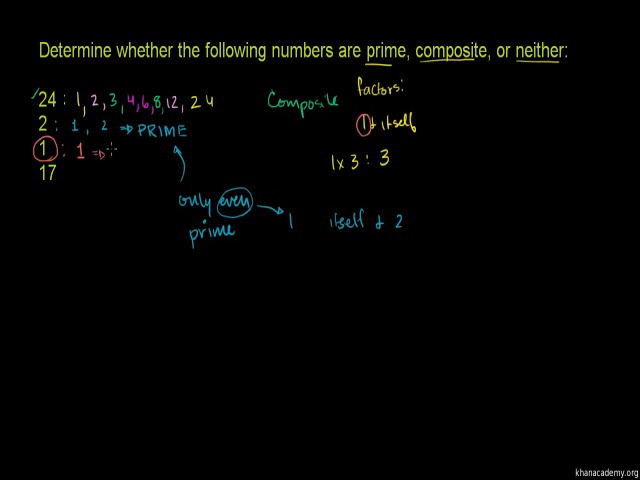 Determine whether the following numbers are prime, composite, or neither:
24 : 1, 2, 3, 4, 6, 8, 12, 24 Composite factors:
2 : 1, 2 ⇒ PRIME 1 & itself
1 : 1 ⇒ 1 x 3 : 3
17
only even
prime 1 itself & 2
khanacademy.org